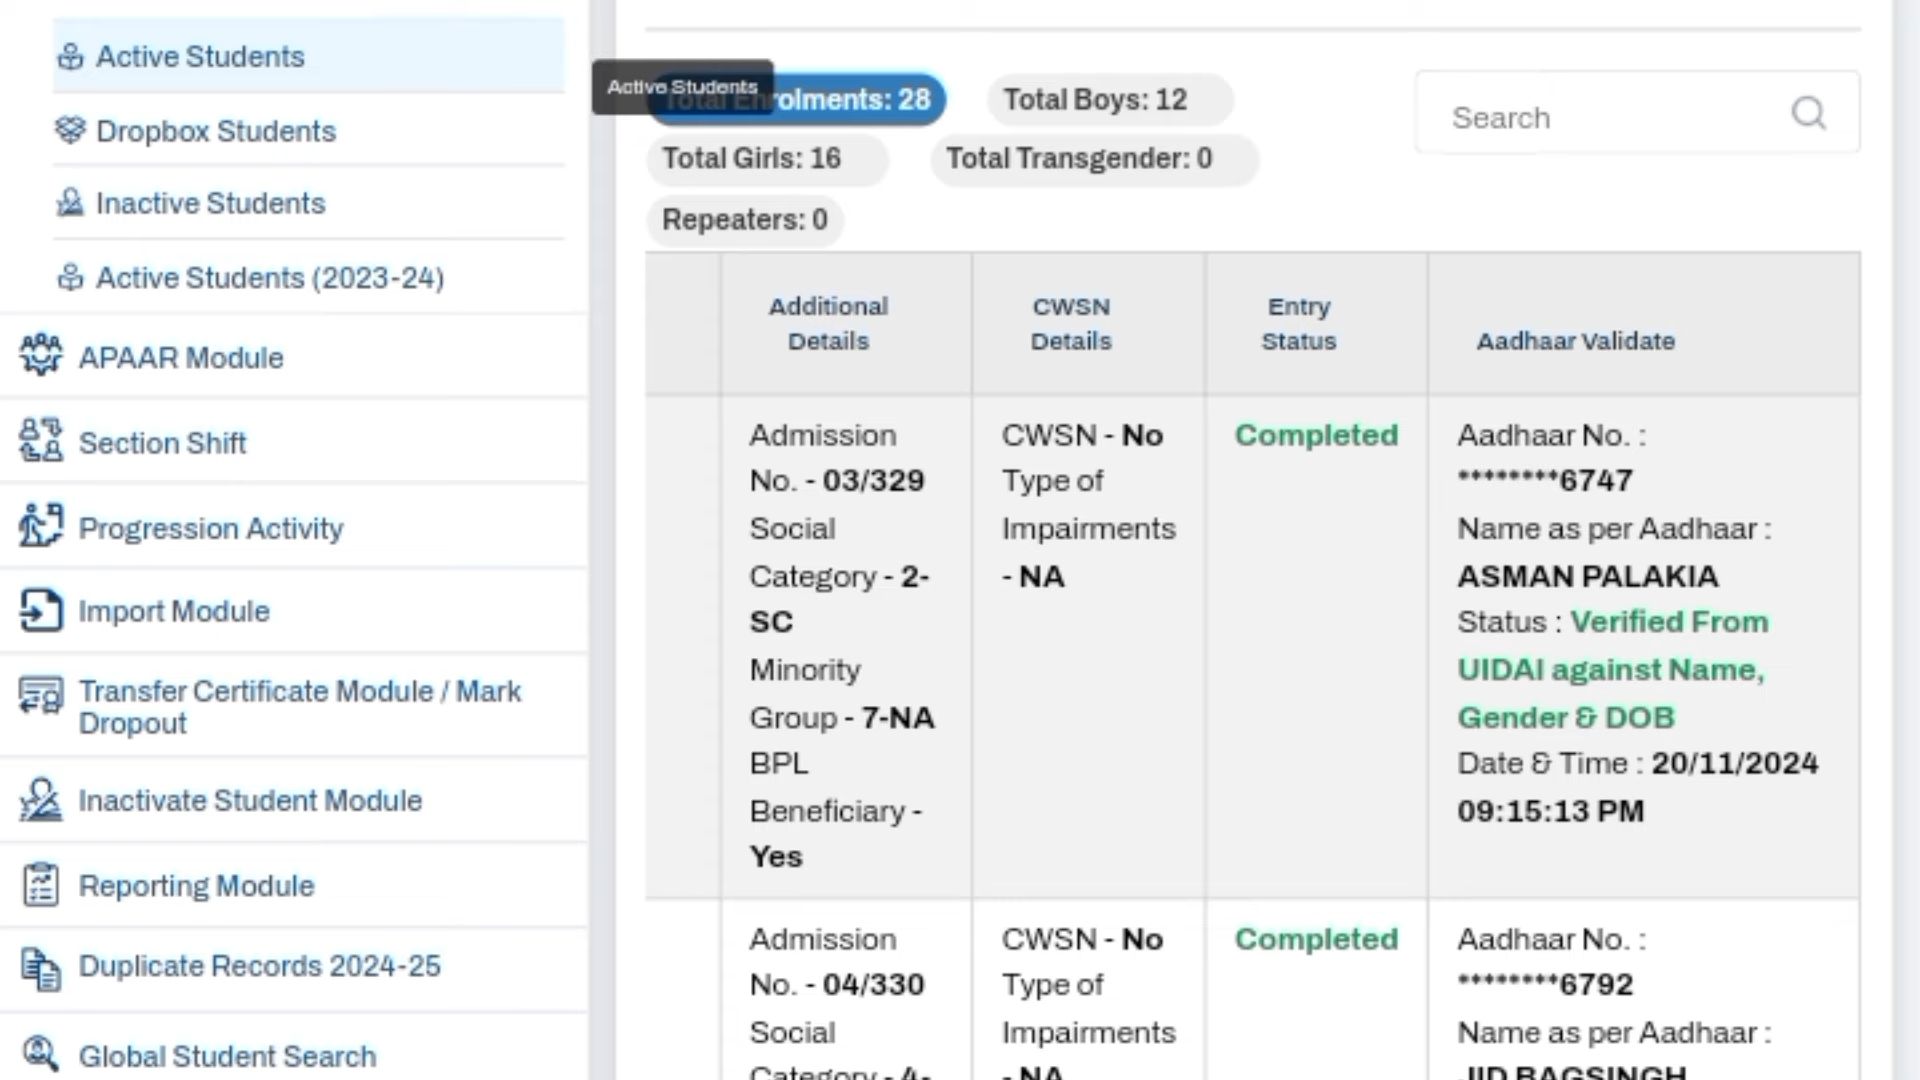 Active Students
Dropbox Students
Inactive Students
Active Students (2023-24)
APAAR Module
Section Shift
Progression Activity
Import Module
Transfer Certificate Module / Mark
Dropout
Inactivate Student Module
Reporting Module
Duplicate Records 2024-25
Global Student Search
Active Students
Total Enrolments: 28
Total Boys: 12
Total Girls: 16
Total Transgender: 0
Repeaters: 0
Search
Additional
Details
CWSN
Details
Entry
Status
Aadhaar Validate
Admission
No. - 03/329
Social
Category - 2-
SC
Minority
Group - 7-NA
BPL
Beneficiary -
Yes
CWSN - No
Type of
Impairments
- NA
Completed
Aadhaar No. :
********6747
Name as per Aadhaar :
ASMAN PALAKIA
Status : Verified From
UIDAI against Name,
Gender & DOB
Date & Time : 20/11/2024
09:15:13 PM
Admission
No. - 04/330
Social
Category - 4-
CWSN - No
Type of
Impairments
- NA
Completed
Aadhaar No. :
********6792
Name as per Aadhaar :
BAGSINGH